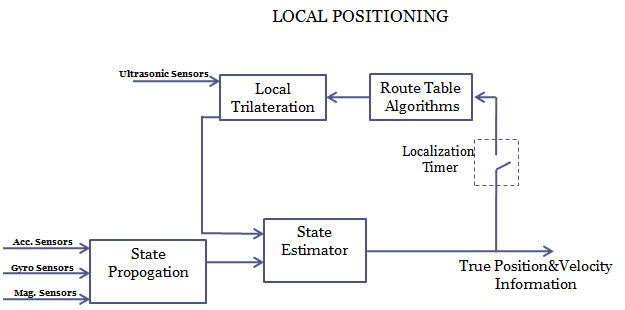 LOCAL POSITIONING
Ultrasonic Sensors
Local
Trilateration
Route Table
Algorithms
Localization
Timer
State
Estimator
Acc. Sensors
Gyro Sensors
Mag. Sensors
State
Propogation
True Position&Velocity
Information